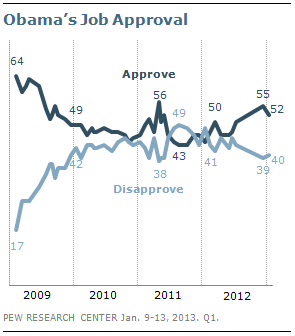 Obama's Job Approval
64
Approve
56
55
49
49
50
52
42
38
43
41
39
40
Disapprove
17
2009 2010 2011 2012
PEW RESEARCH CENTER Jan. 9-13, 2013. Q1.